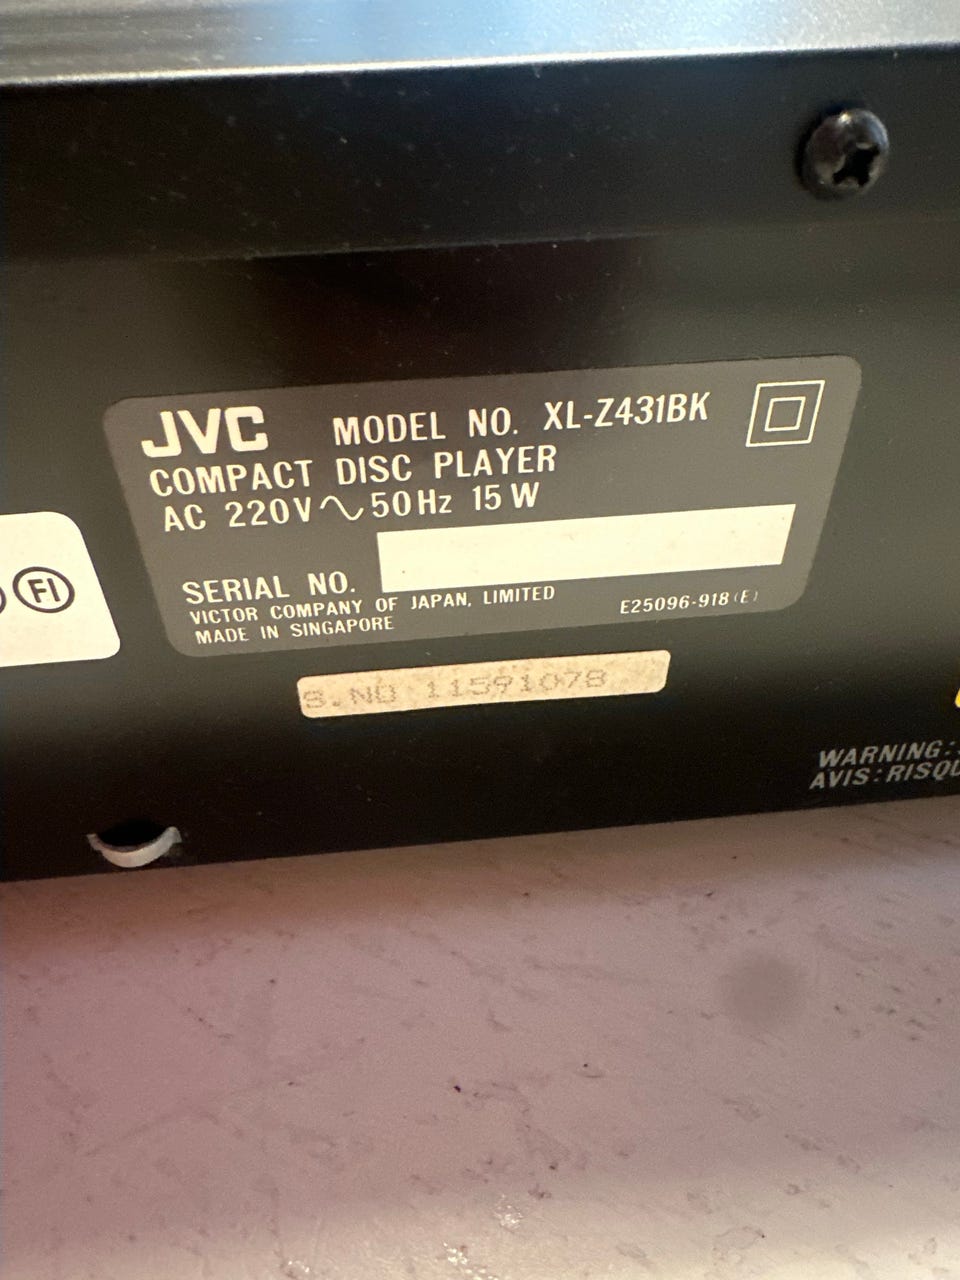 JVC MODEL NO. XL-Z431BK
COMPACT DISC PLAYER
AC 220V ∿ 50Hz 15W
SERIAL NO.
VICTOR COMPANY OF JAPAN, LIMITED
MADE IN SINGAPORE
E25096-918(E)
FI
S.NO 11591078
WARNING:
AVIS:RISQU